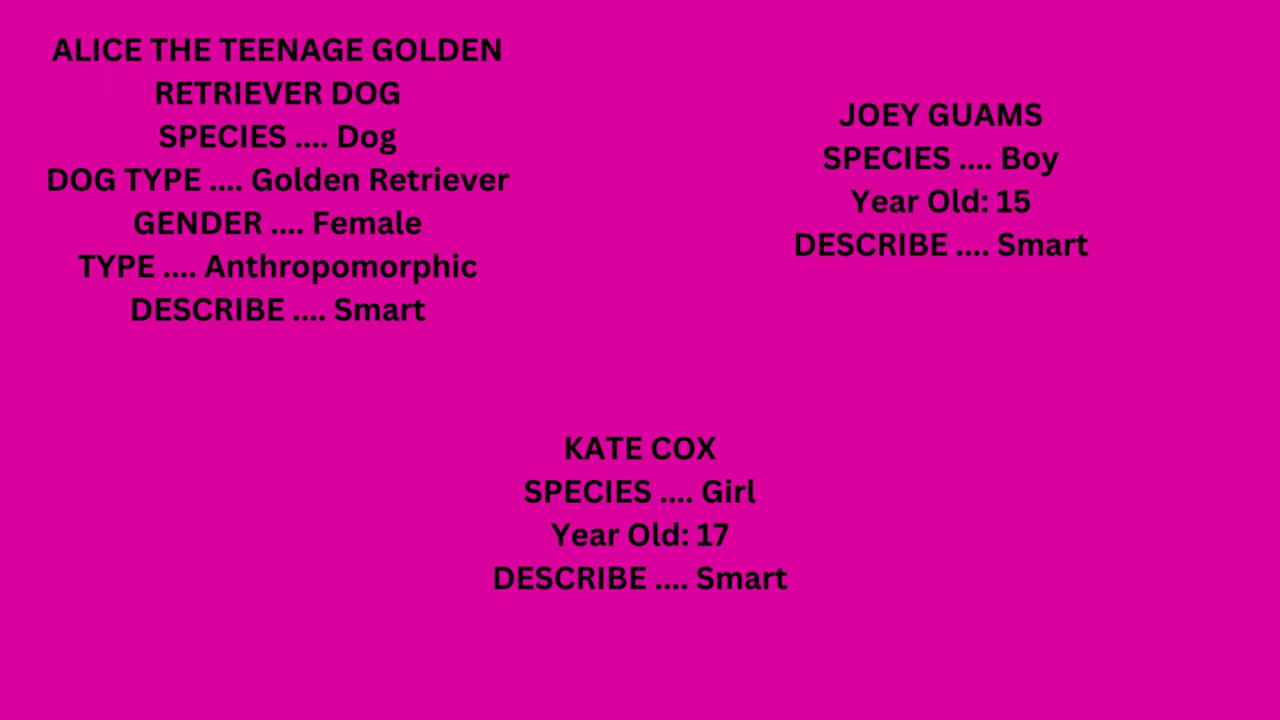 ALICE THE TEENAGE GOLDEN
RETRIEVER DOG
SPECIES .... Dog
DOG TYPE .... Golden Retriever
GENDER .... Female
TYPE .... Anthropomorphic
DESCRIBE .... Smart
JOEY GUAMS
SPECIES .... Boy
Year Old: 15
DESCRIBE .... Smart
KATE COX
SPECIES .... Girl
Year Old: 17
DESCRIBE .... Smart